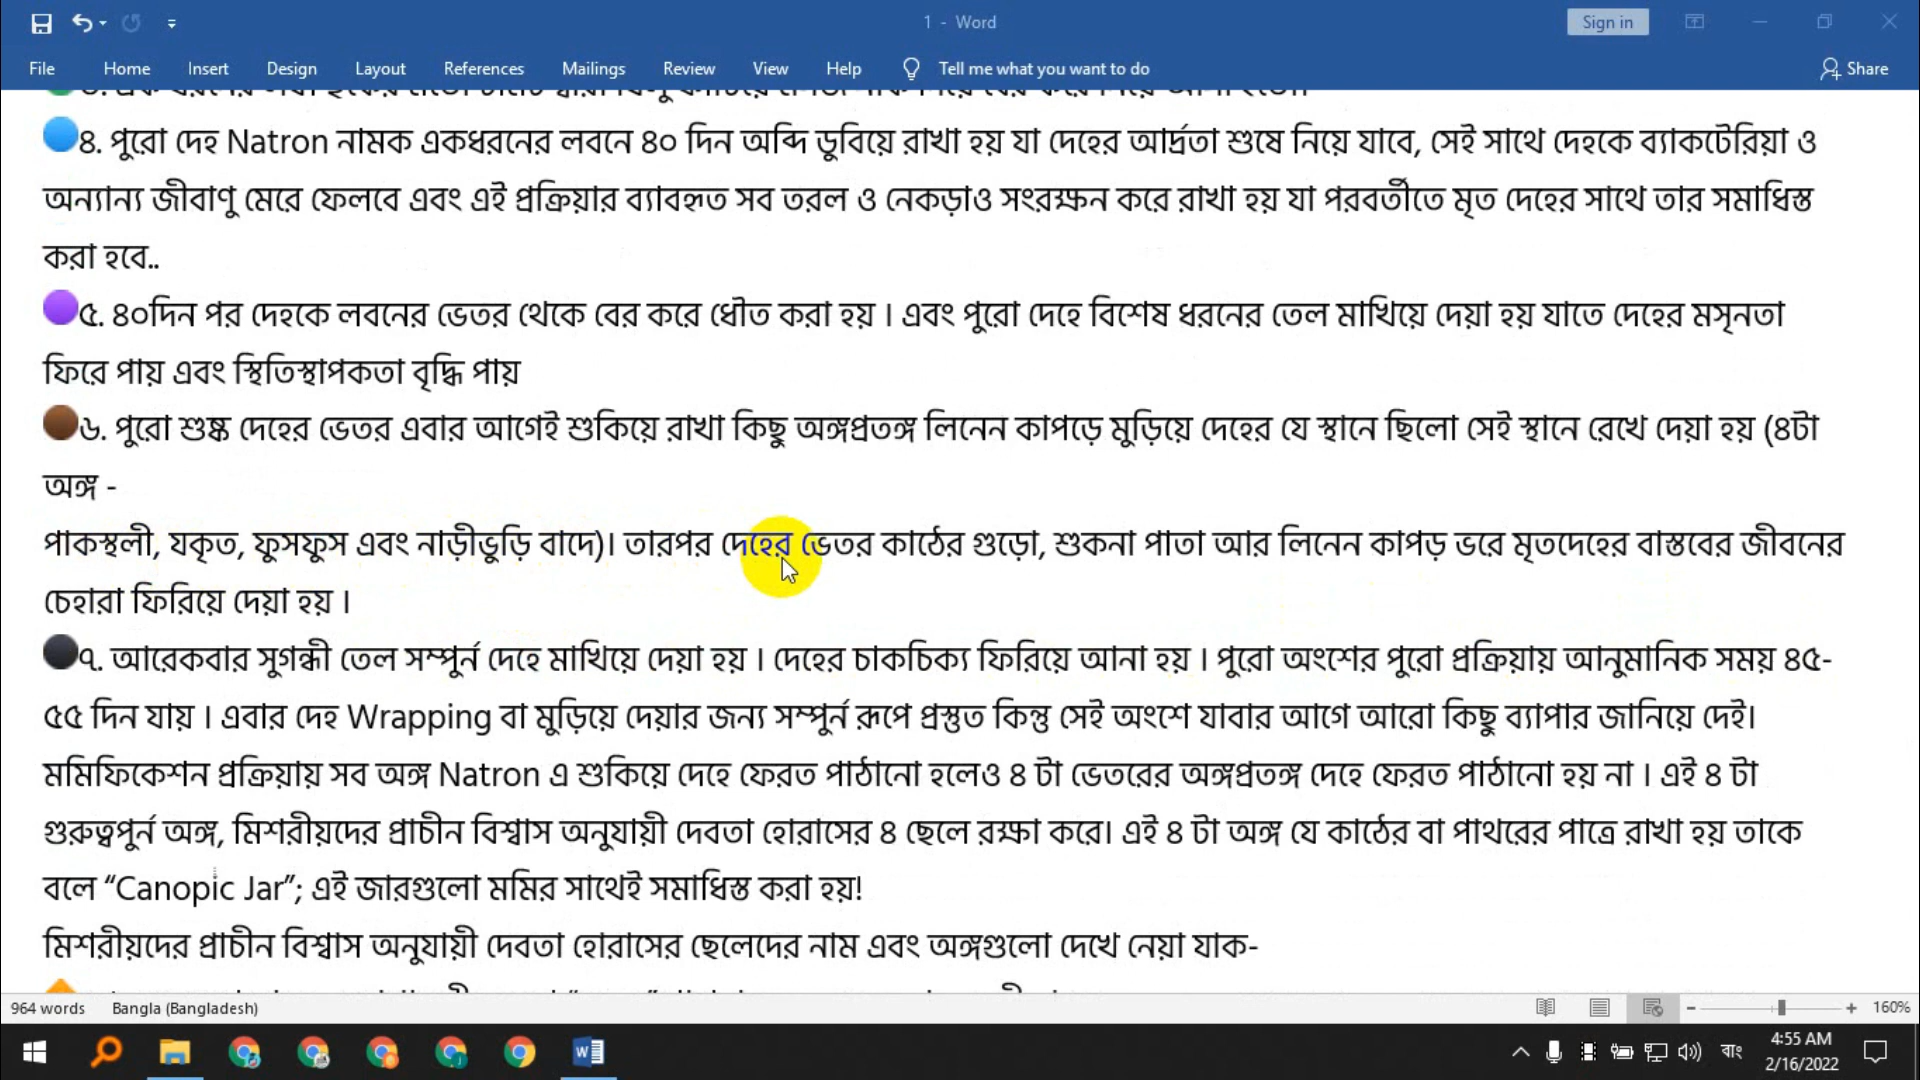 1 - Word
Sign in
File Home Insert Design Layout References Mailings Review View Help Tell me what you want to do Share
৪. পুরো দেহ Natron নামক একধরনের লবনে ৪০ দিন অব্দি ডুবিয়ে রাখা হয় যা দেহের আর্দ্রতা শুষে নিয়ে যাবে, সেই সাথে দেহকে ব্যাকটেরিয়া ও
অন্যান্য জীবাণু মেরে ফেলবে এবং এই প্রক্রিয়ার ব্যাবহৃত সব তরল ও নেকড়াও সংরক্ষন করে রাখা হয় যা পরবর্তীতে মৃত দেহের সাথে তার সমাধিস্ত
করা হবে..
৫. ৪০দিন পর দেহকে লবনের ভেতর থেকে বের করে ধৌত করা হয় । এবং পুরো দেহে বিশেষ ধরনের তেল মাখিয়ে দেয়া হয় যাতে দেহের মসৃনতা
ফিরে পায় এবং স্থিতিস্থাপকতা বৃদ্ধি পায়
৬. পুরো শুষ্ক দেহের ভেতর এবার আগেই শুকিয়ে রাখা কিছু অঙ্গপ্রতঙ্গ লিনেন কাপড়ে মুড়িয়ে দেহের যে স্থানে ছিলো সেই স্থানে রেখে দেয়া হয় (৪টা
অঙ্গ -
পাকস্থলী, যকৃত, ফুসফুস এবং নাড়ীভুড়ি বাদে)। তারপর দেহের ভেতর কাঠের গুড়ো, শুকনা পাতা আর লিনেন কাপড় ভরে মৃতদেহের বাস্তবের জীবনের
চেহারা ফিরিয়ে দেয়া হয় ।
৭. আরেকবার সুগন্ধী তেল সম্পুর্ন দেহে মাখিয়ে দেয়া হয় । দেহের চাকচিক্য ফিরিয়ে আনা হয় । পুরো অংশের পুরো প্রক্রিয়ায় আনুমানিক সময় ৪৫-
৫৫ দিন যায় । এবার দেহ Wrapping বা মুড়িয়ে দেয়ার জন্য সম্পুর্ন রূপে প্রস্তুত কিন্তু সেই অংশে যাবার আগে আরো কিছু ব্যাপার জানিয়ে দেই।
মমিফিকেশন প্রক্রিয়ায় সব অঙ্গ Natron এ শুকিয়ে দেহে ফেরত পাঠানো হলেও ৪ টা ভেতরের অঙ্গপ্রতঙ্গ দেহে ফেরত পাঠানো হয় না । এই ৪ টা
গুরুত্বপুর্ন অঙ্গ, মিশরীয়দের প্রাচীন বিশ্বাস অনুযায়ী দেবতা হোরাসের ৪ ছেলে রক্ষা করে। এই ৪ টা অঙ্গ যে কাঠের বা পাথরের পাত্রে রাখা হয় তাকে
বলে “Canopic Jar”; এই জারগুলো মমির সাথেই সমাধিস্ত করা হয়!
মিশরীয়দের প্রাচীন বিশ্বাস অনুযায়ী দেবতা হোরাসের ছেলেদের নাম এবং অঙ্গগুলো দেখে নেয়া যাক-
964 words Bangla (Bangladesh) 160%
বাং 4:55 AM
2/16/2022